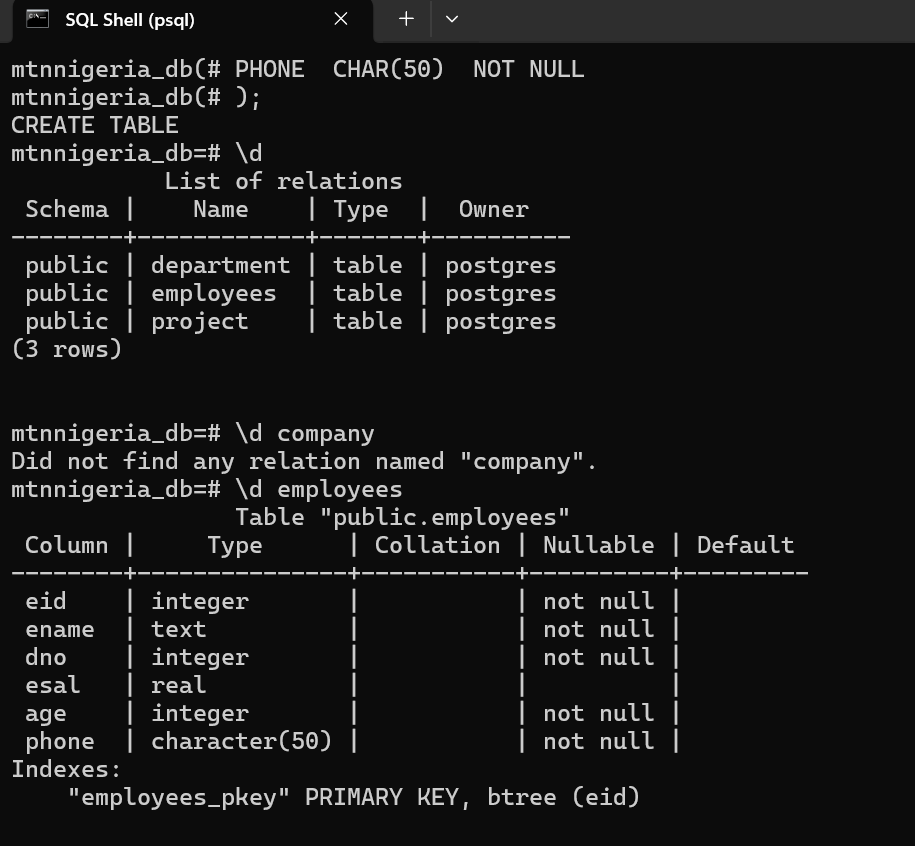 SQL Shell (psql)
mtnnigeria_db(# PHONE  CHAR(50)  NOT NULL
mtnnigeria_db(# );
CREATE TABLE
mtnnigeria_db=# \d
           List of relations
 Schema |    Name    | Type  |  Owner
--------+------------+-------+----------
 public | department | table | postgres
 public | employees  | table | postgres
 public | project    | table | postgres
(3 rows)
mtnnigeria_db=# \d company
Did not find any relation named "company".
mtnnigeria_db=# \d employees
                Table "public.employees"
 Column |     Type      | Collation | Nullable | Default
--------+---------------+-----------+----------+---------
 eid    | integer       |           | not null |
 ename  | text          |           | not null |
 dno    | integer       |           | not null |
 esal   | real          |           |          |
 age    | integer       |           | not null |
 phone  | character(50) |           | not null |
Indexes:
    "employees_pkey" PRIMARY KEY, btree (eid)